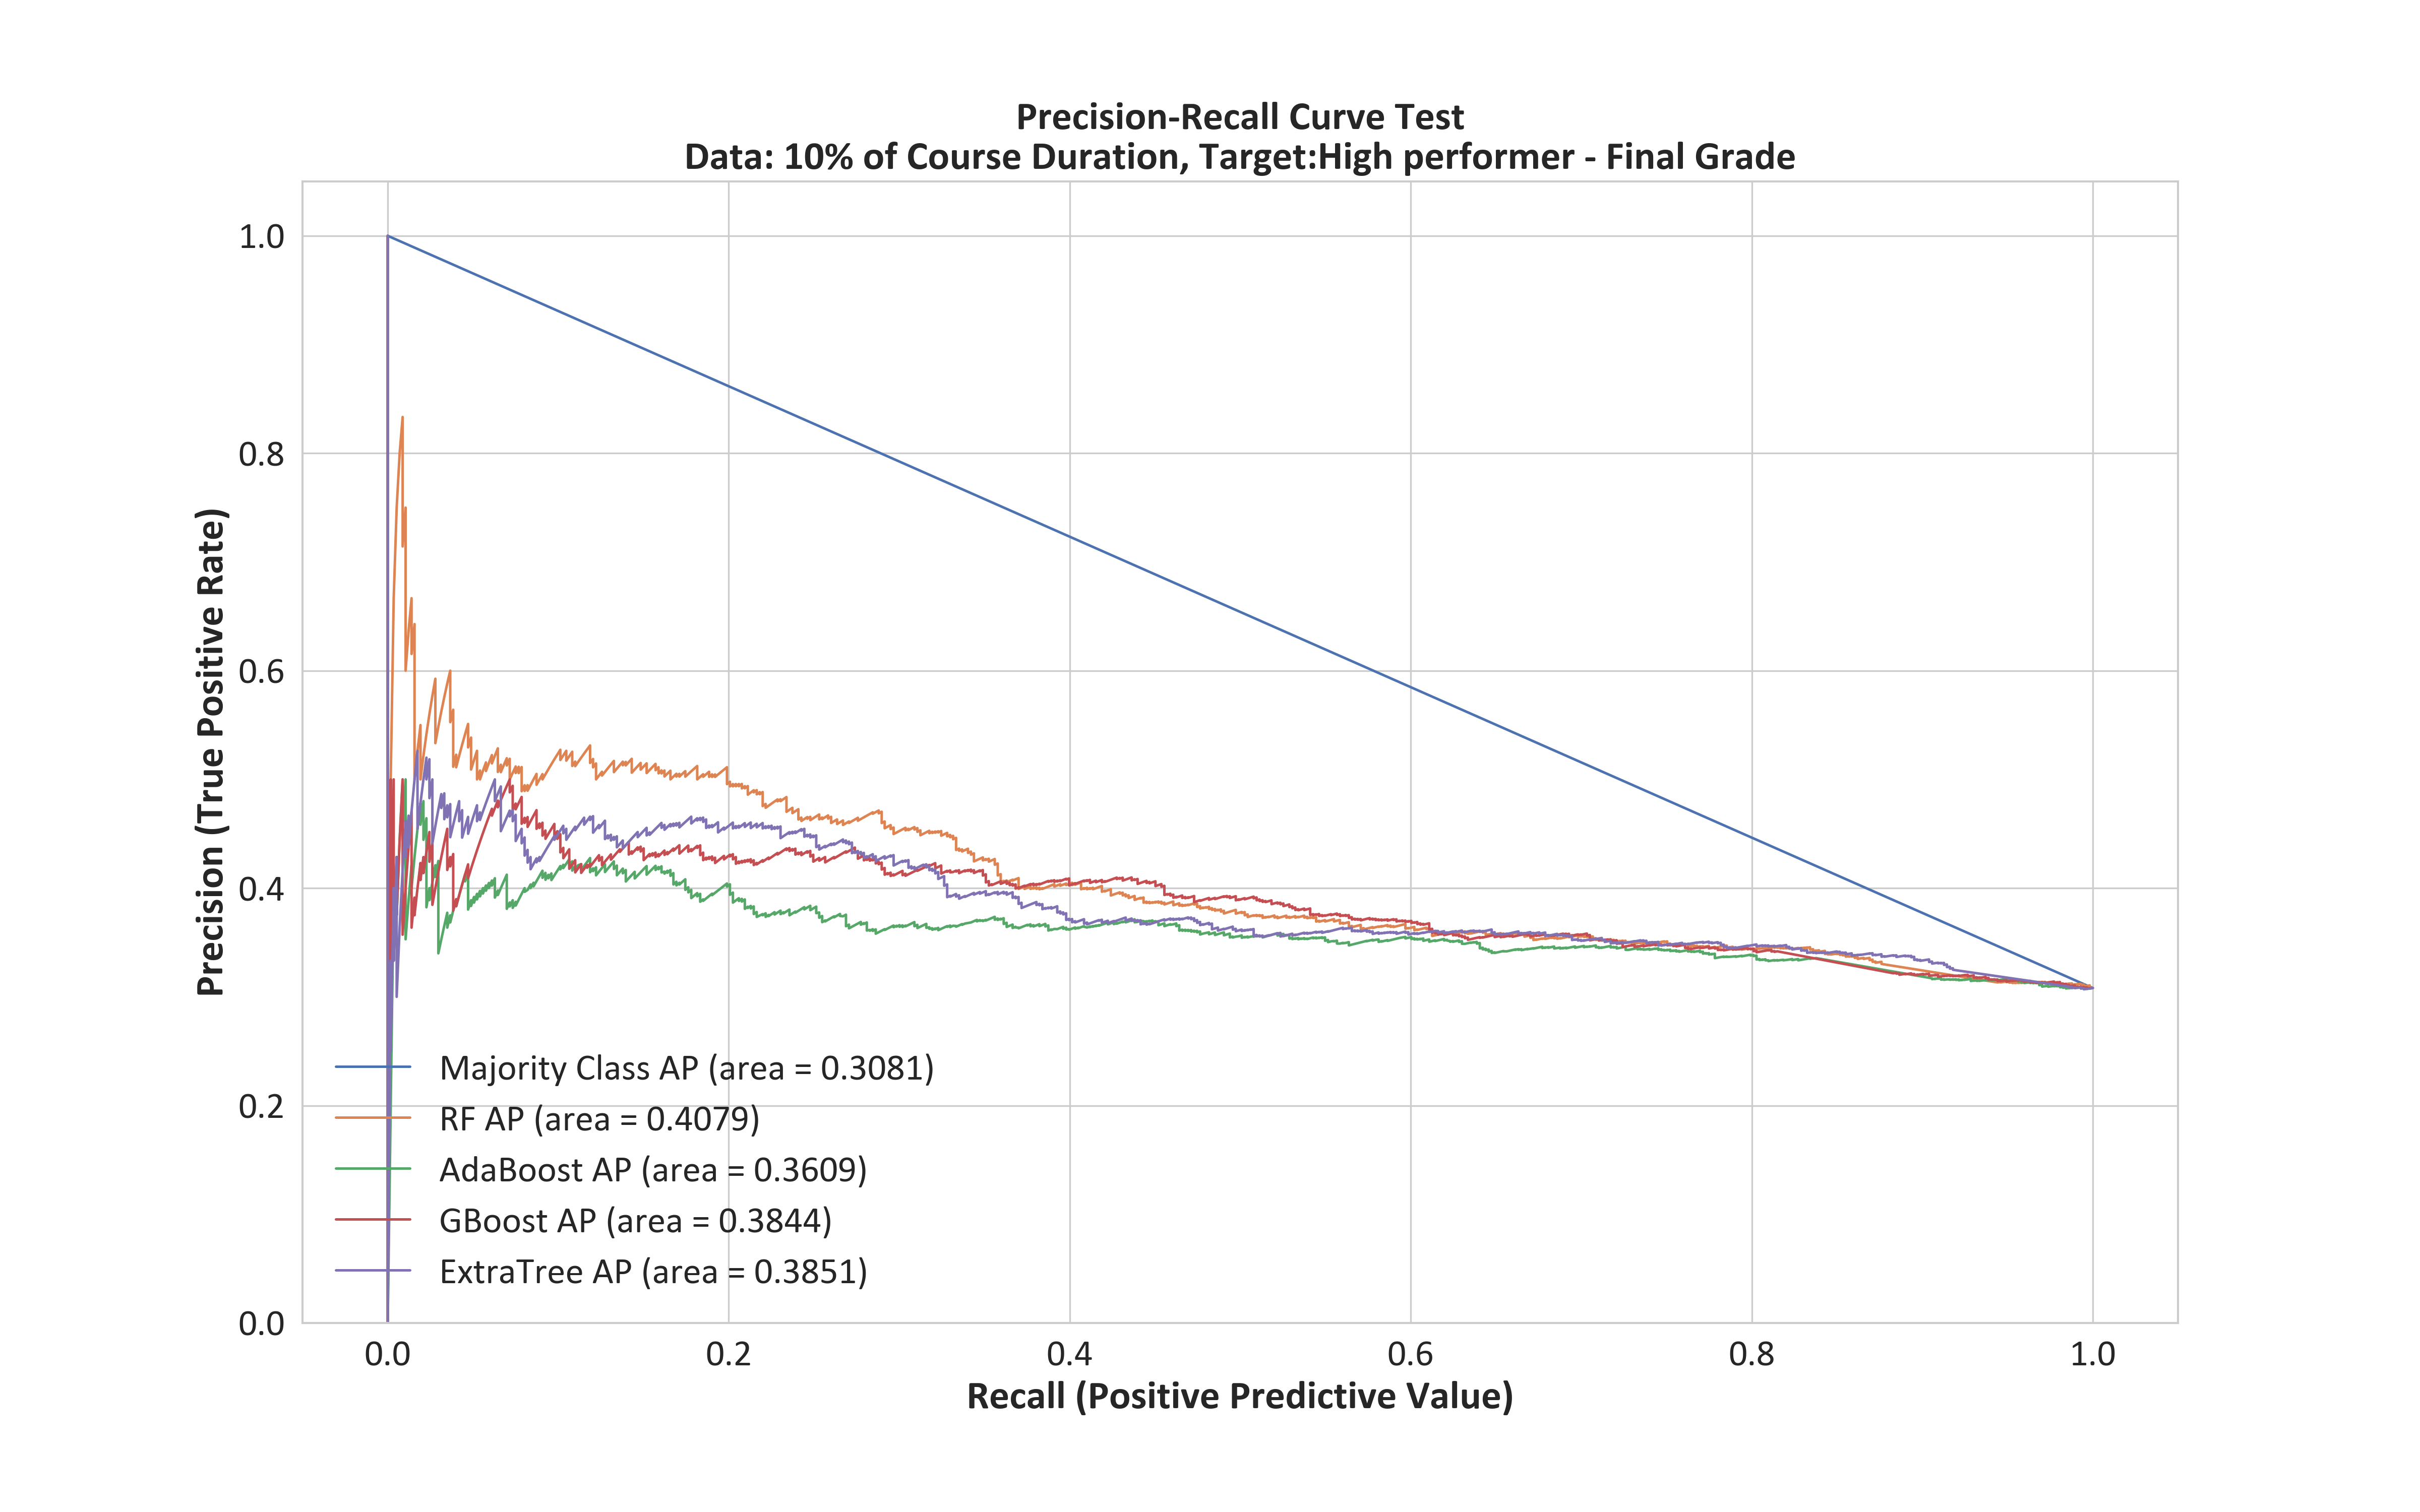 Precision-Recall Curve Test
Data: 10% of Course Duration, Target:High performer - Final Grade
Precision (True Positive Rate)
1.0
0.8
0.6
0.4
0.2
0.0
Majority Class AP (area = 0.3081)
RF AP (area = 0.4079)
AdaBoost AP (area = 0.3609)
GBoost AP (area = 0.3844)
ExtraTree AP (area = 0.3851)
0.0 0.2 0.4 0.6 0.8 1.0
Recall (Positive Predictive Value)